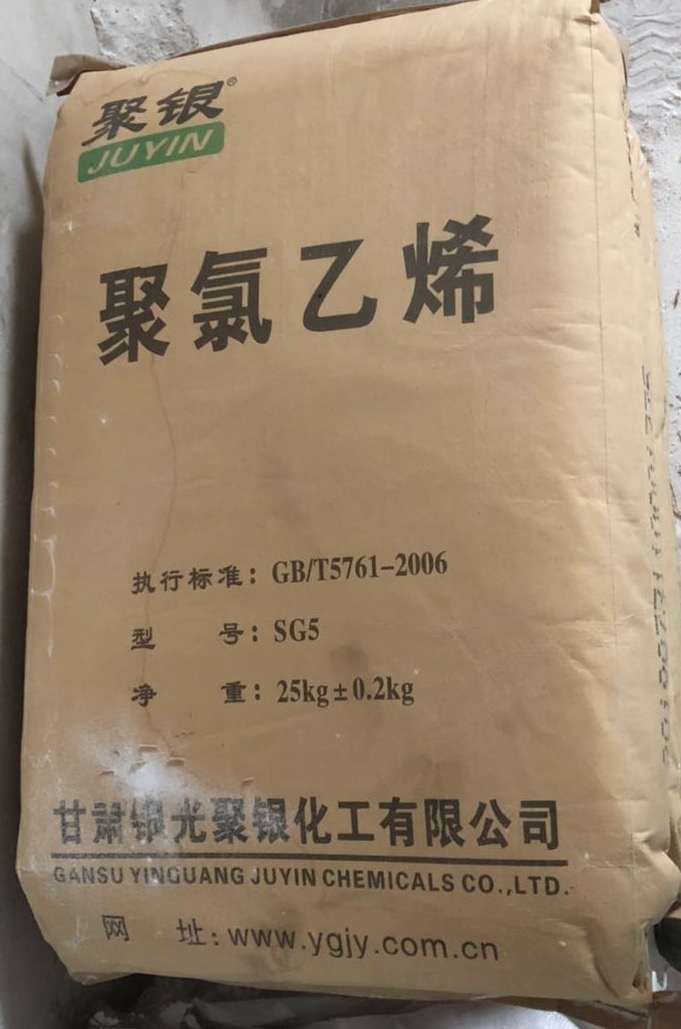 聚银®
JUYIN
聚氯乙烯
执行标准：GB/T5761-2006
型 号：SG5
净 重：25kg±0.2kg
甘肃银光聚银化工有限公司
GANSU YINGUANG JUYIN CHEMICALS CO.,LTD.
网 址：www.ygjy.com.cn